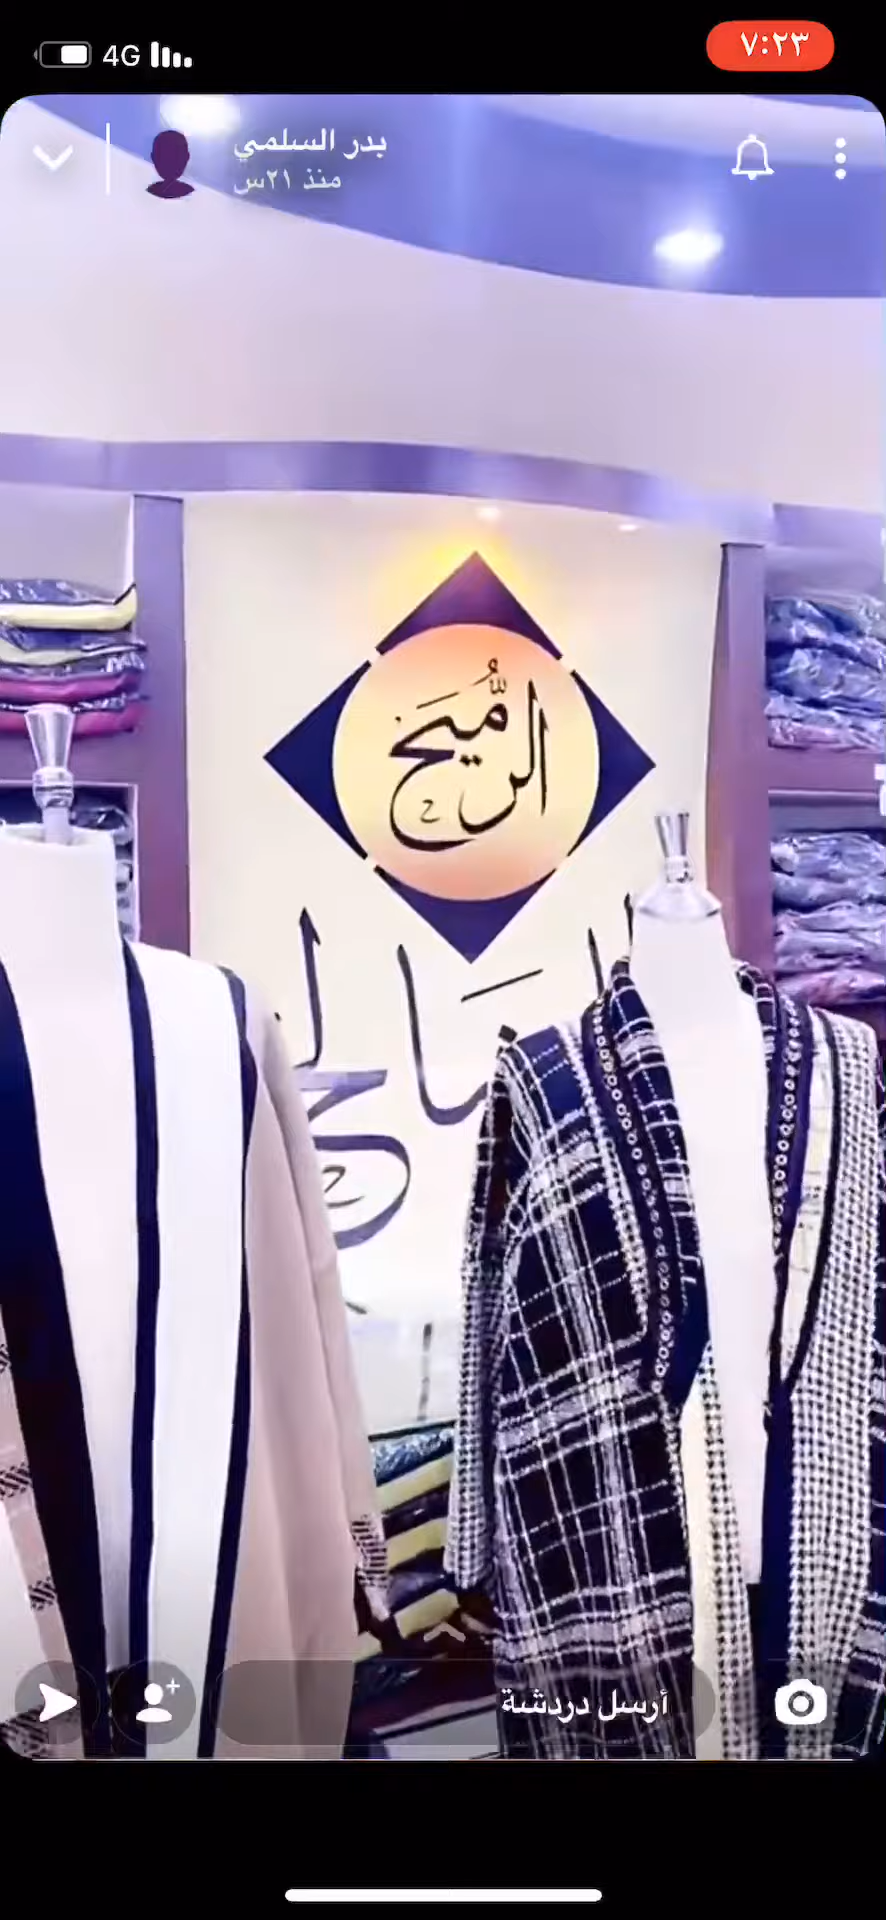 4G
٧:٢٣
بدر السلمي
منذ ٢١س
الرُّميح
أرسل دردشة